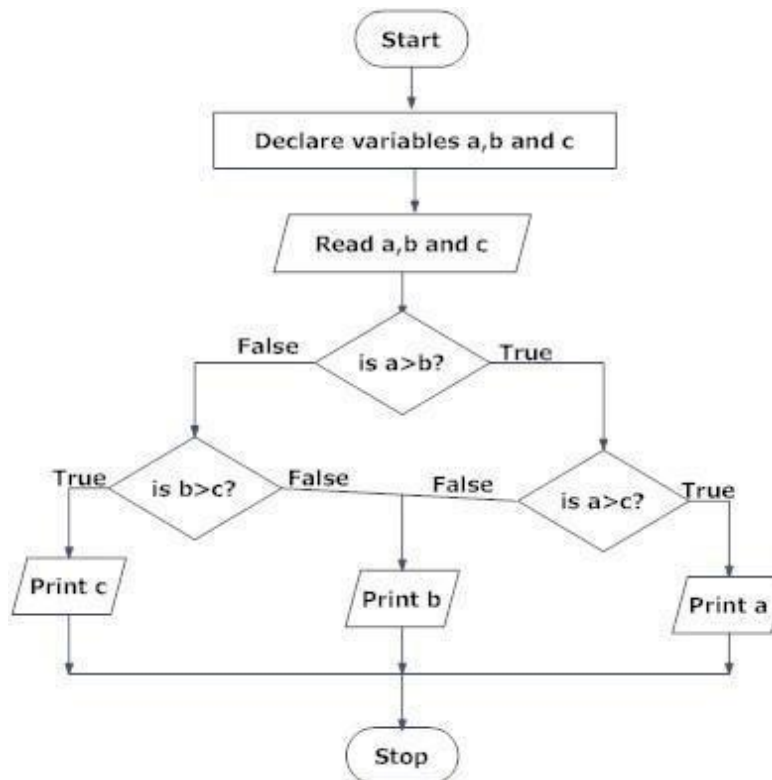 Start
Declare variables a,b and c
Read a,b and c
False
True
is a>b?
True
is b>c?
False
False
is a>c?
True
Print c
Print b
Print a
Stop